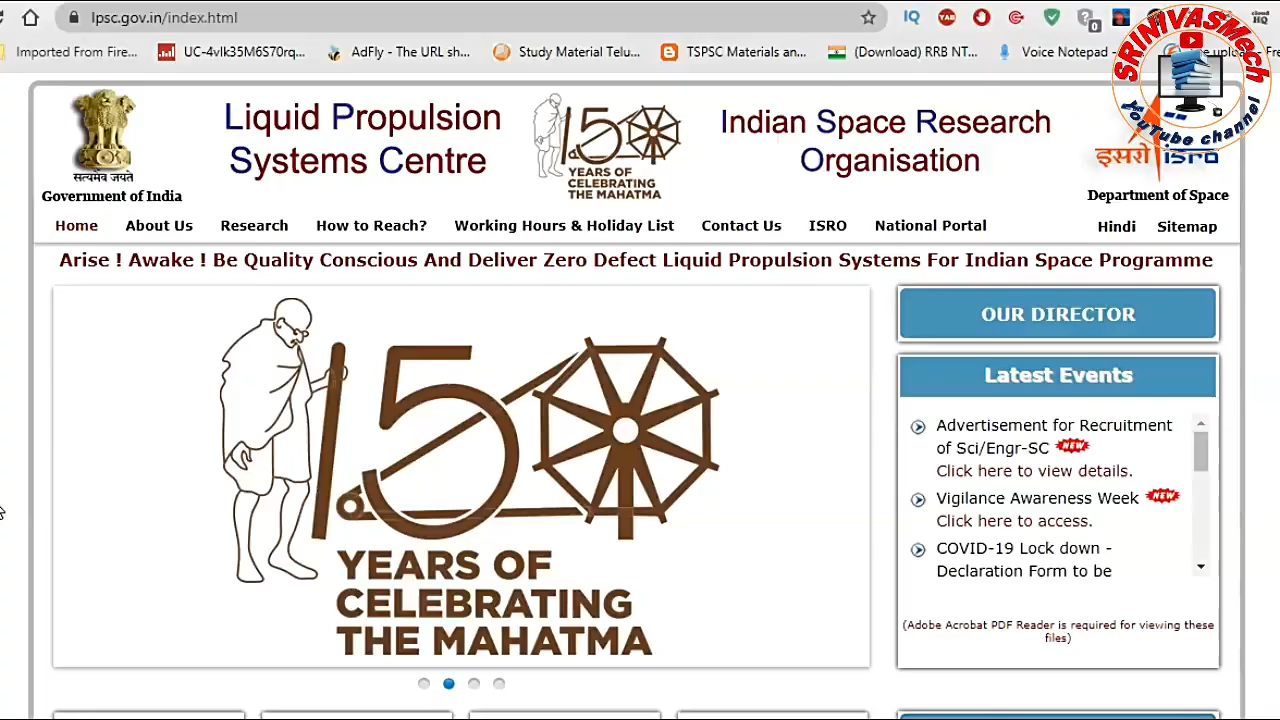 lpsc.gov.in/index.html
IQ
YAB
0
HQ
Imported From Fire...
UC-4vlk35M6S70rq...
AdFly - The URL sh...
Study Material Telu...
TSPSC Materials an...
(Download) RRB NT...
Voice Notepad -
SRINIVASMech
YouTube channel
सत्यमेव जयते
Government of India
Liquid Propulsion
Systems Centre
150
YEARS OF
CELEBRATING
THE MAHATMA
Indian Space Research
Organisation
इसरो isro
Department of Space
Home About Us Research How to Reach? Working Hours & Holiday List Contact Us ISRO National Portal Hindi Sitemap
Arise ! Awake ! Be Quality Conscious And Deliver Zero Defect Liquid Propulsion Systems For Indian Space Programme
150
YEARS OF
CELEBRATING
THE MAHATMA
OUR DIRECTOR
Latest Events
Advertisement for Recruitment
of Sci/Engr-SC NEW
Click here to view details.
Vigilance Awareness Week NEW
Click here to access.
COVID-19 Lock down -
Declaration Form to be
(Adobe Acrobat PDF Reader is required for viewing these
files)